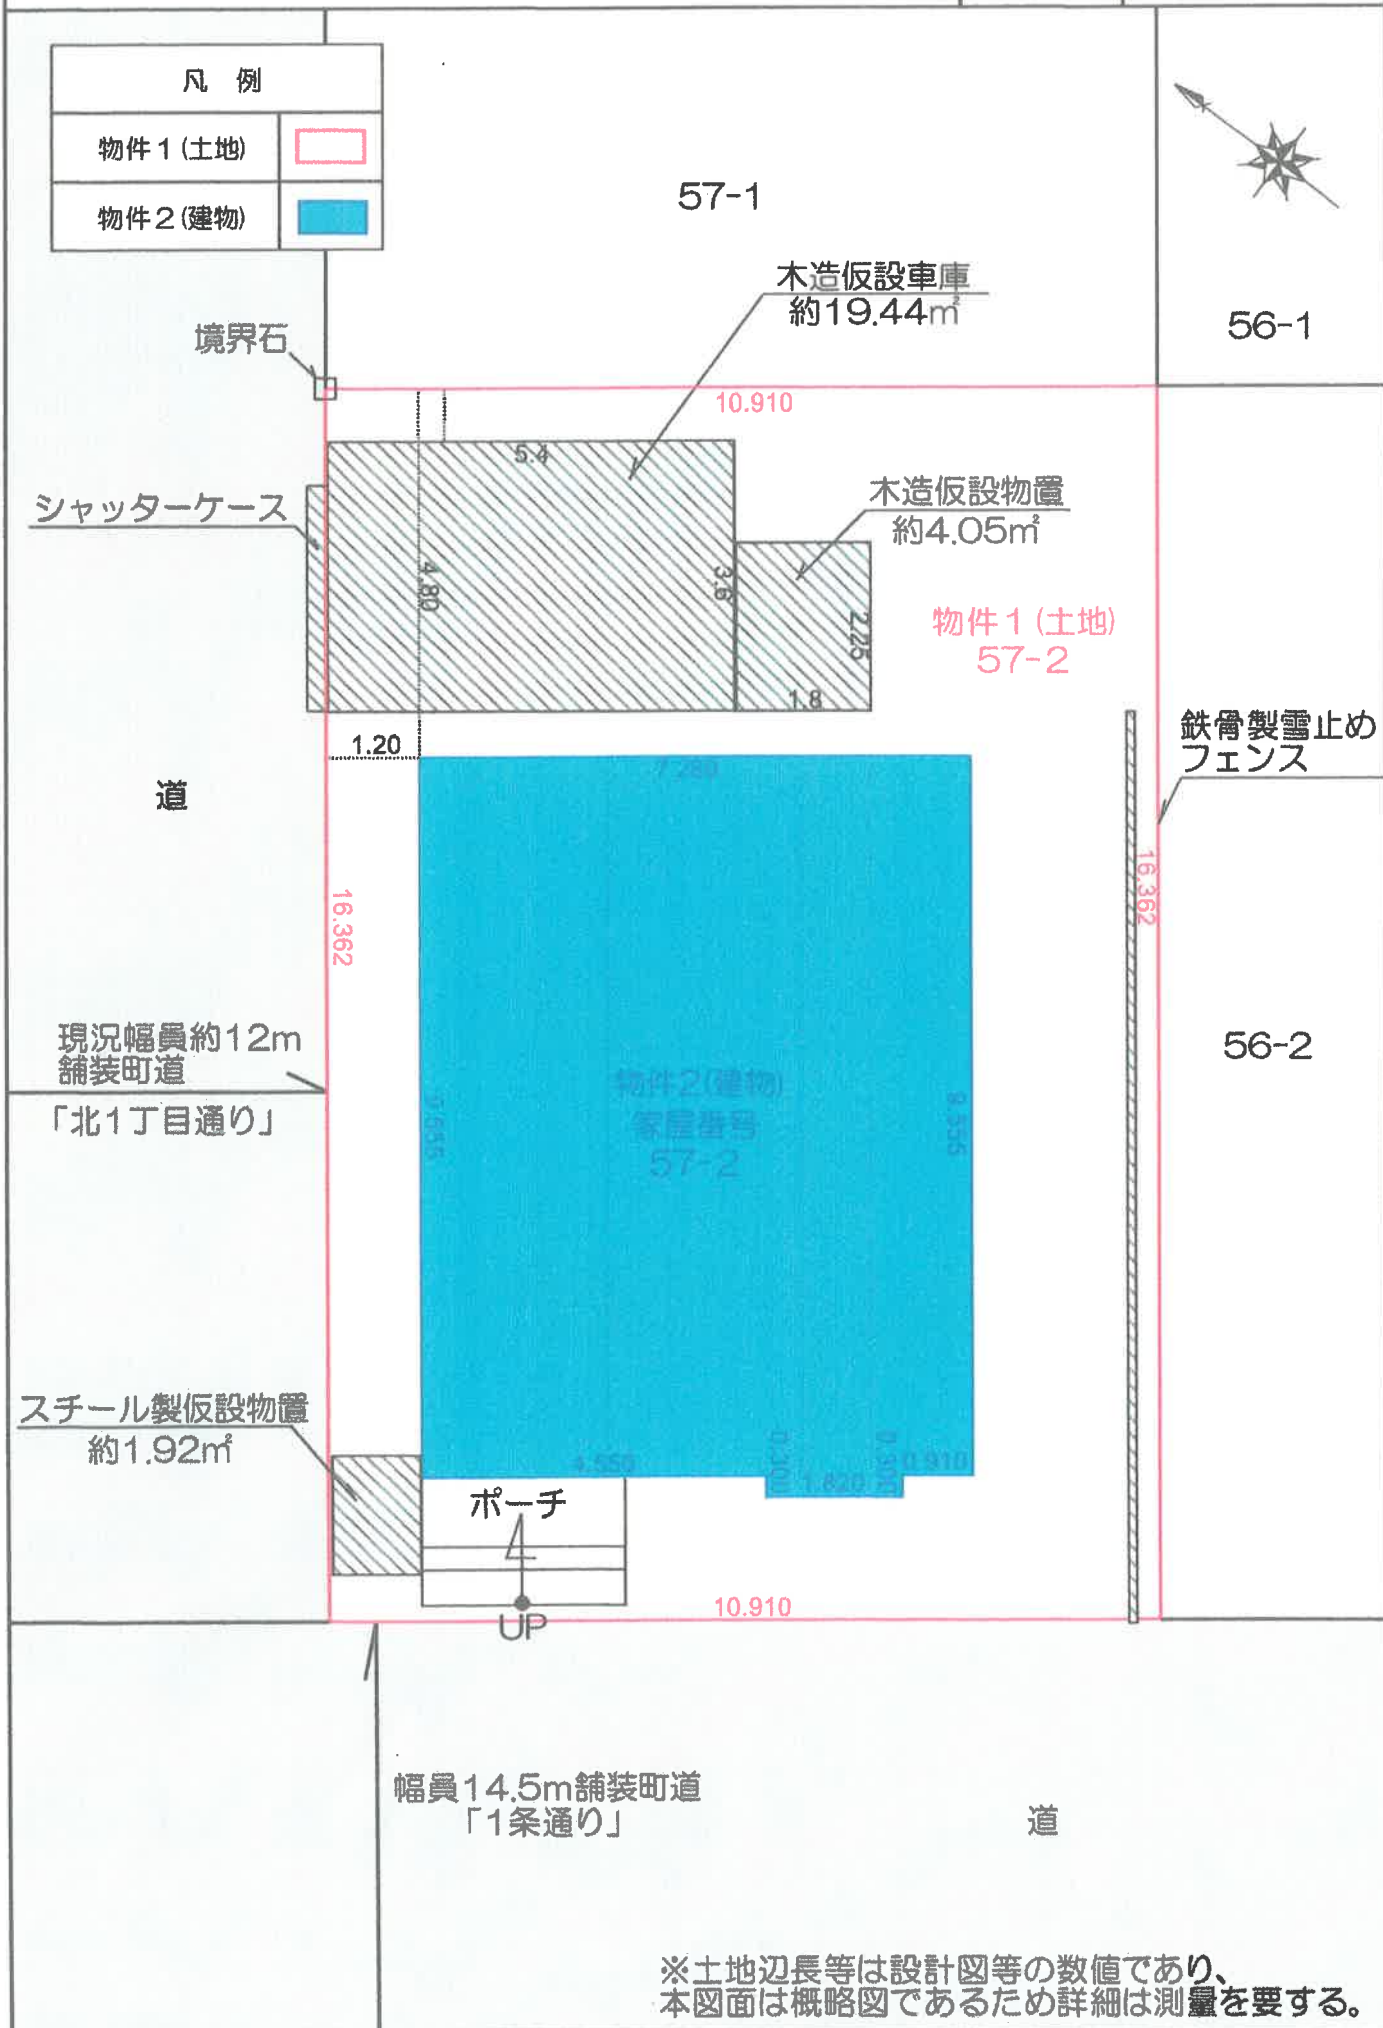 凡 例
物件1(土地)
物件2(建物)
57-1
木造仮設車庫
約19.44㎡
56-1
境界石
10.910
5.4
シャッターケース
木造仮設物置
約4.05㎡
4.80
3.6
2.25
物件1(土地)
57-2
1.8
鉄骨製雪止め
フェンス
1.20
7.280
道
16.362
16.362
現況幅員約12m
舗装町道
「北1丁目通り」
56-2
物件2(建物)
家屋番号
57-2
9.555
9.555
スチール製仮設物置
約1.92㎡
4.550
0.300
1.820
0.300
0.910
ポーチ
10.910
UP
幅員14.5m舗装町道
「1条通り」
道
※土地辺長等は設計図等の数値であり、
本図面は概略図であるため詳細は測量を要する。